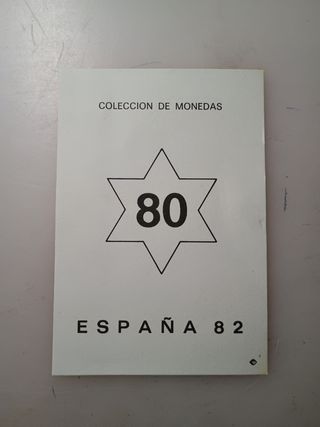 COLECCION DE MONEDAS
80
ESPAÑA 82